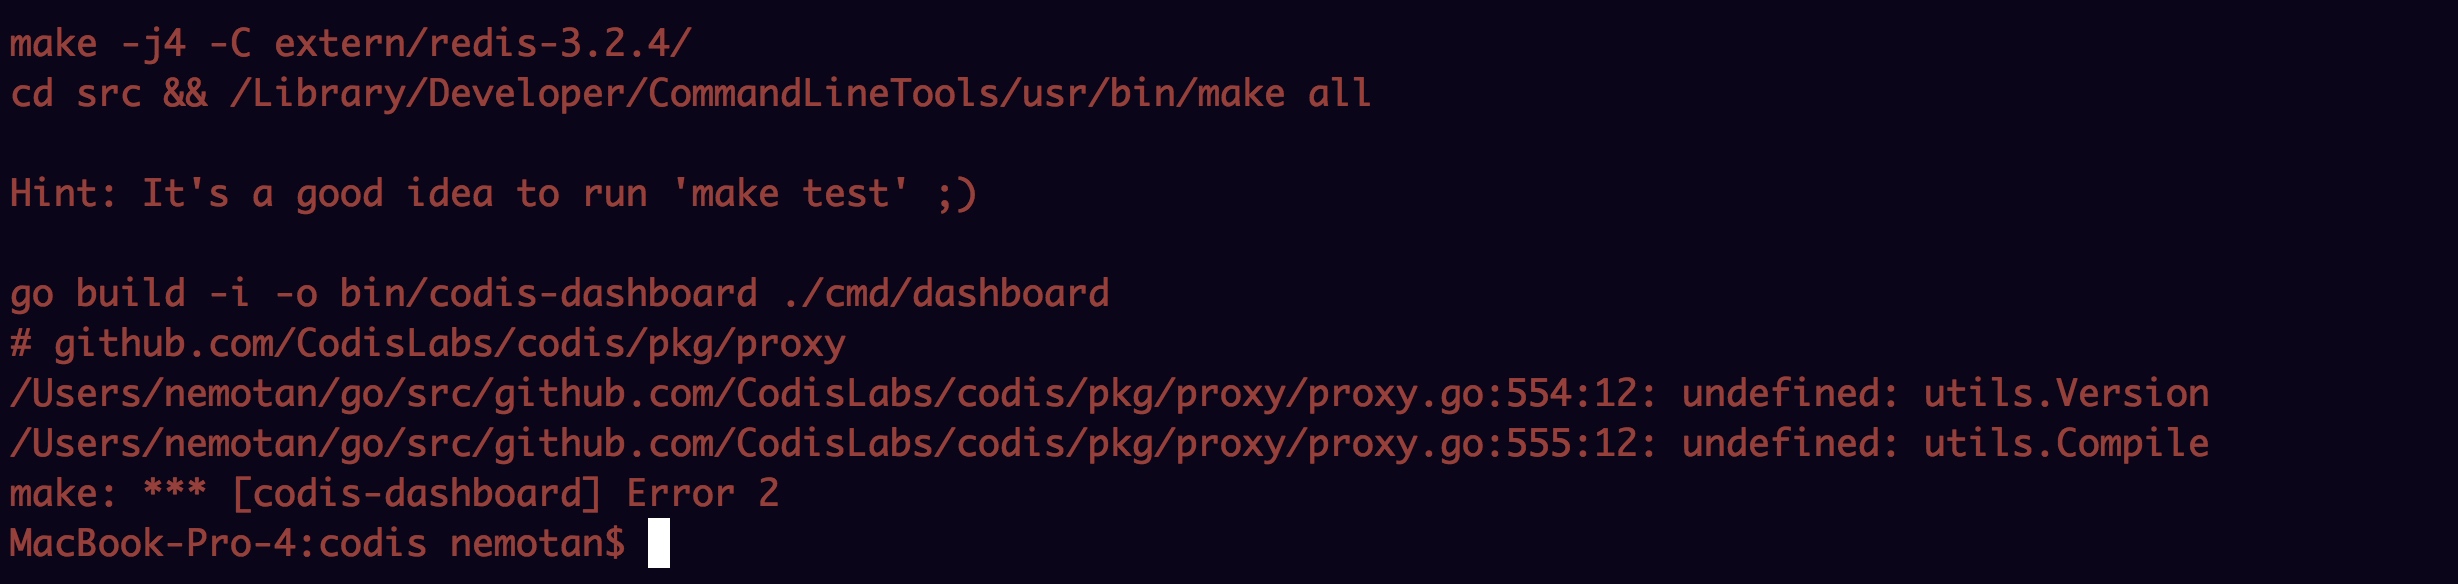 make -j4 -C extern/redis-3.2.4/
cd src && /Library/Developer/CommandLineTools/usr/bin/make all
Hint: It's a good idea to run 'make test' ;)
go build -i -o bin/codis-dashboard ./cmd/dashboard
# github.com/CodisLabs/codis/pkg/proxy
/Users/nemotan/go/src/github.com/CodisLabs/codis/pkg/proxy/proxy.go:554:12: undefined: utils.Version
/Users/nemotan/go/src/github.com/CodisLabs/codis/pkg/proxy/proxy.go:555:12: undefined: utils.Compile
make: *** [codis-dashboard] Error 2
MacBook-Pro-4:codis nemotan$